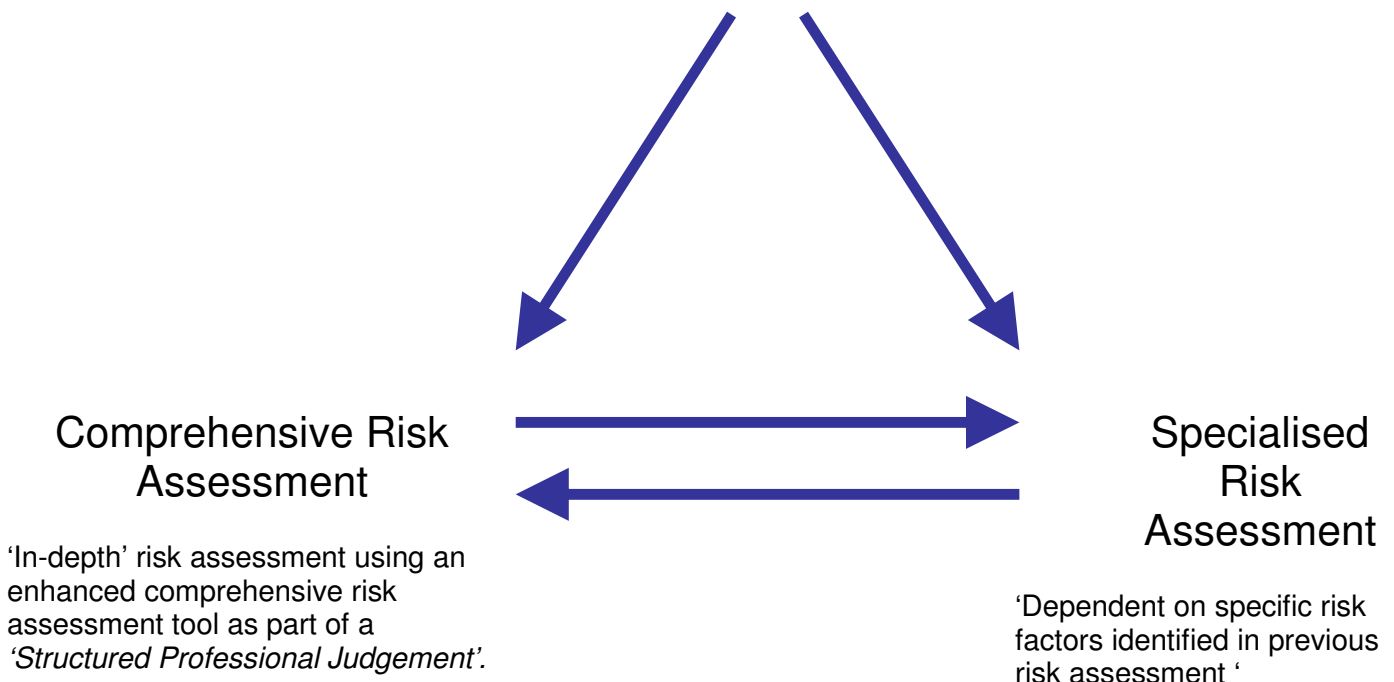 Comprehensive Risk
Assessment
‘In-depth’ risk assessment using an
enhanced comprehensive risk
assessment tool as part of a
‘Structured Professional Judgement’.
Specialised
Risk
Assessment
‘Dependent on specific risk
factors identified in previous
risk assessment ‘